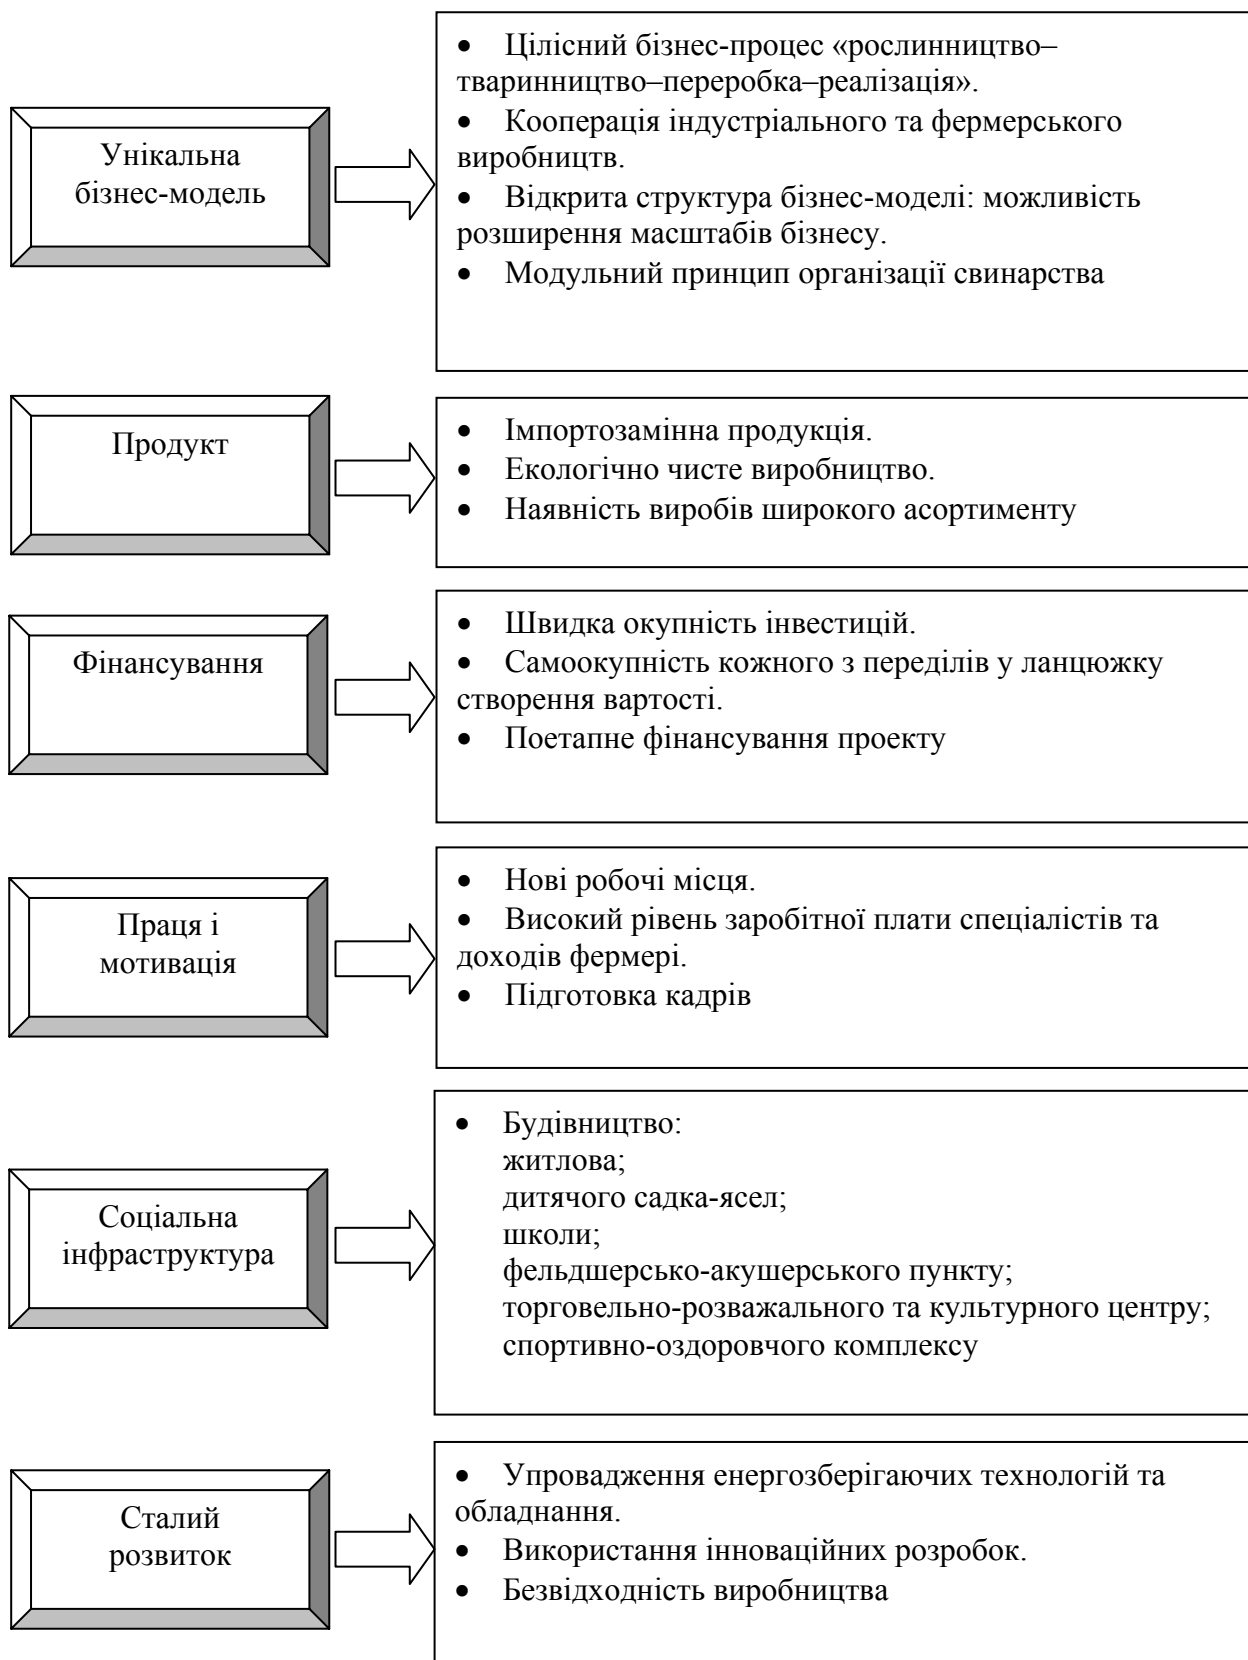 Унікальна
бізнес-модель
• Цілісний бізнес-процес «рослинництво–
тваринництво–переробка–реалізація».
• Кооперація індустріального та фермерського
виробництв.
• Відкрита структура бізнес-моделі: можливість
розширення масштабів бізнесу.
• Модульний принцип організації свинарства
Продукт
• Імпортозамінна продукція.
• Екологічно чисте виробництво.
• Наявність виробів широкого асортименту
Фінансування
• Швидка окупність інвестицій.
• Самоокупність кожного з переділів у ланцюжку
створення вартості.
• Поетапне фінансування проекту
Праця і
мотивація
• Нові робочі місця.
• Високий рівень заробітної плати спеціалістів та
доходів фермері.
• Підготовка кадрів
Соціальна
інфраструктура
• Будівництво:
житлова;
дитячого садка-ясел;
школи;
фельдшерсько-акушерського пункту;
торговельно-розважального та культурного центру;
спортивно-оздоровчого комплексу
Сталий
розвиток
• Упровадження енергозберігаючих технологій та
обладнання.
• Використання інноваційних розробок.
• Безвідходність виробництва